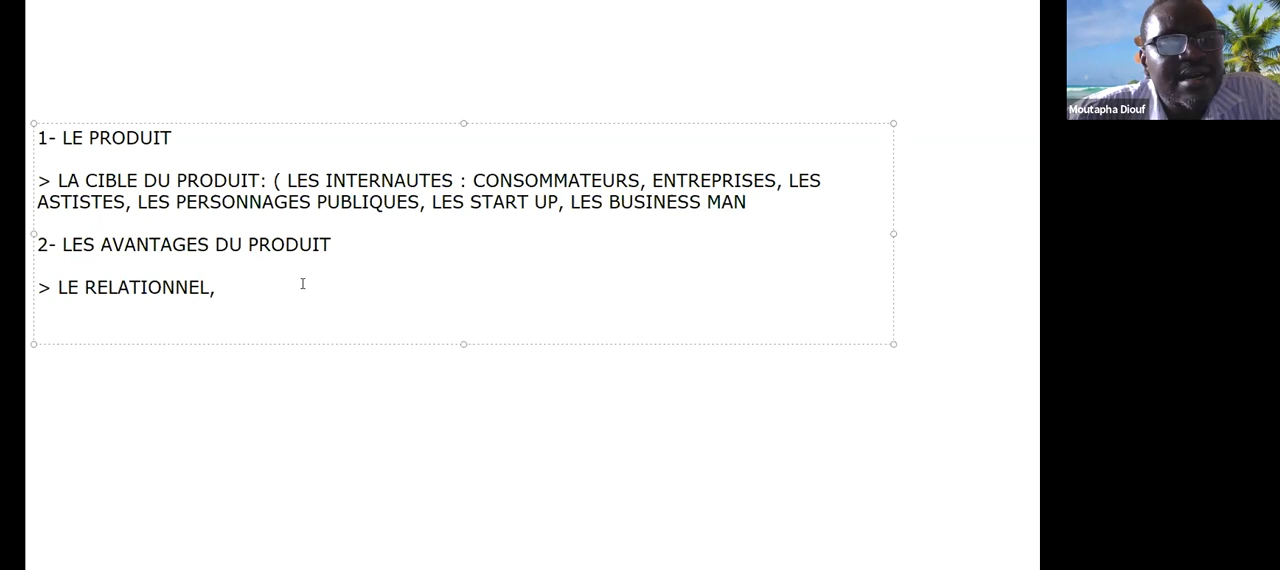 1- LE PRODUIT
> LA CIBLE DU PRODUIT: ( LES INTERNAUTES : CONSOMMATEURS, ENTREPRISES, LES
ASTISTES, LES PERSONNAGES PUBLIQUES, LES START UP, LES BUSINESS MAN
2- LES AVANTAGES DU PRODUIT
> LE RELATIONNEL,
Moutapha Diouf